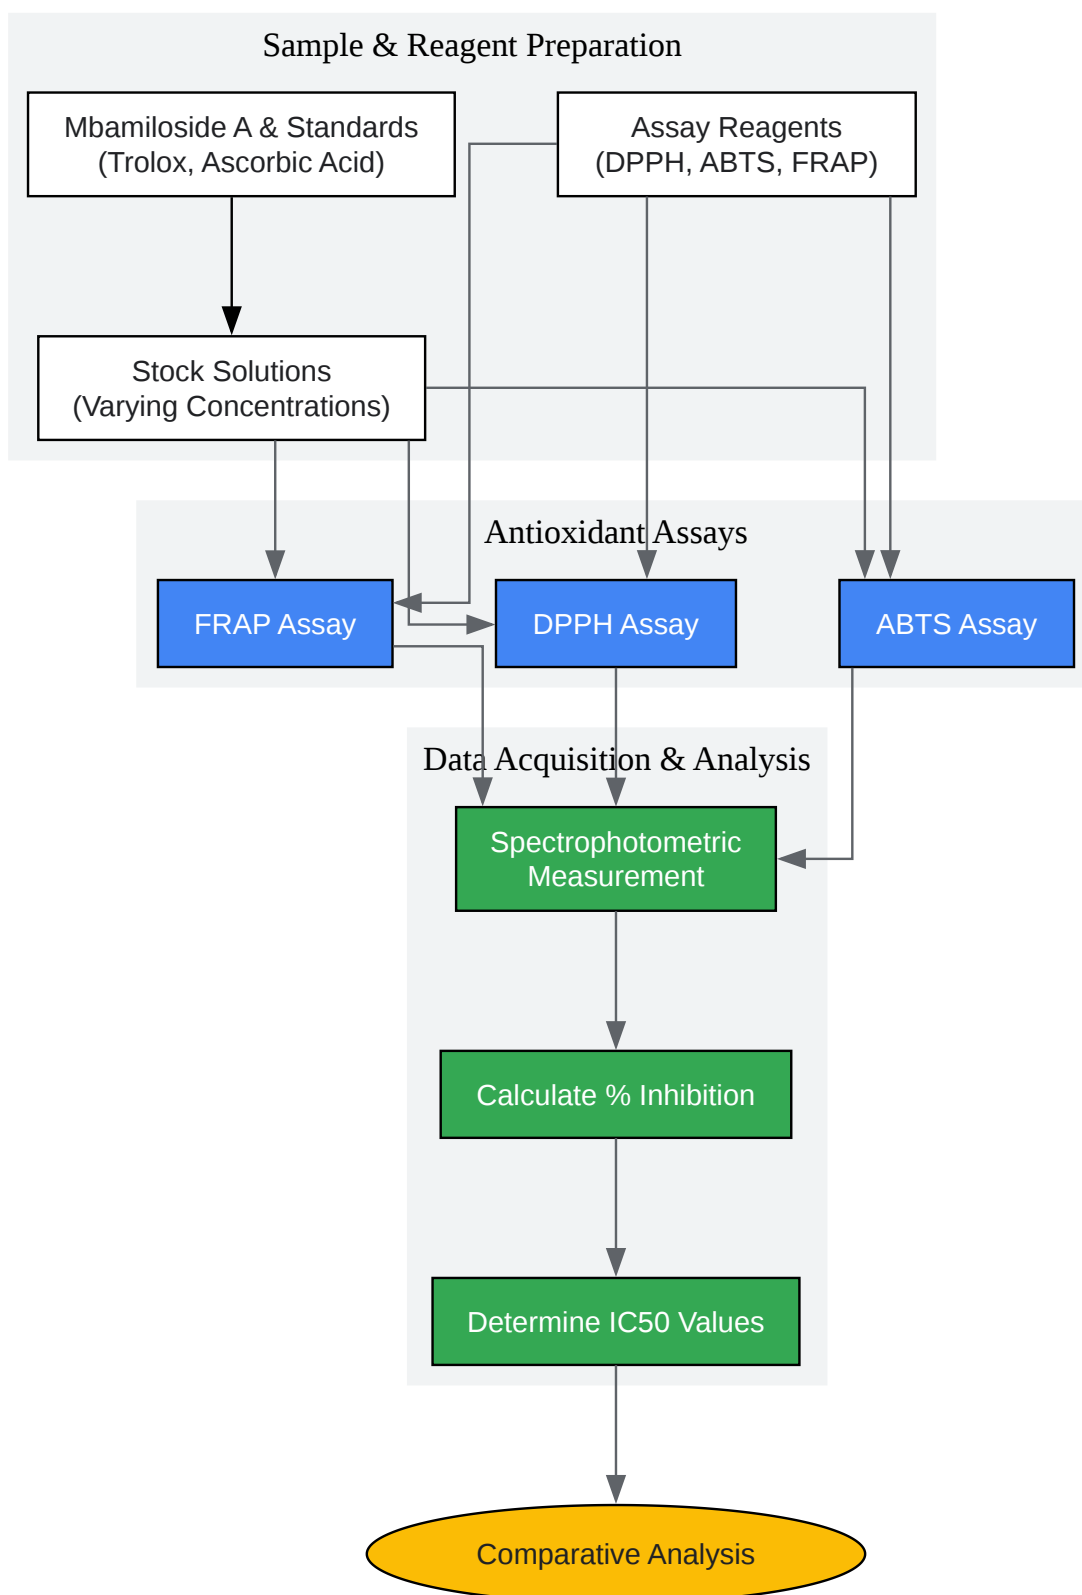 Sample & Reagent Preparation
Mbamiloside A & Standards
(Trolox, Ascorbic Acid)
Assay Reagents
(DPPH, ABTS, FRAP)
Stock Solutions
(Varying Concentrations)
Antioxidant Assays
FRAP Assay
DPPH Assay
ABTS Assay
Data Acquisition & Analysis
Spectrophotometric
Measurement
Calculate % Inhibition
Determine IC50 Values
Comparative Analysis